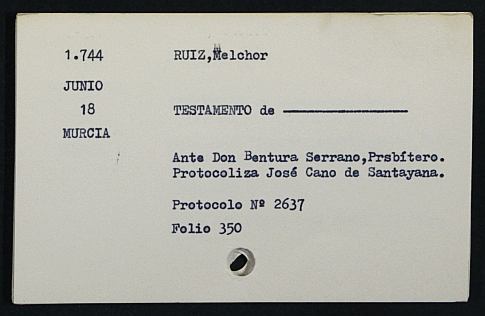 1.744 RUIZ,Melchor
JUNIO
18 TESTAMENTO de ————————
MURCIA
Ante Don Bentura Serrano,Prsbítero.
Protocoliza José Cano de Santayana.
Protocolo Nº 2637
Folio 350